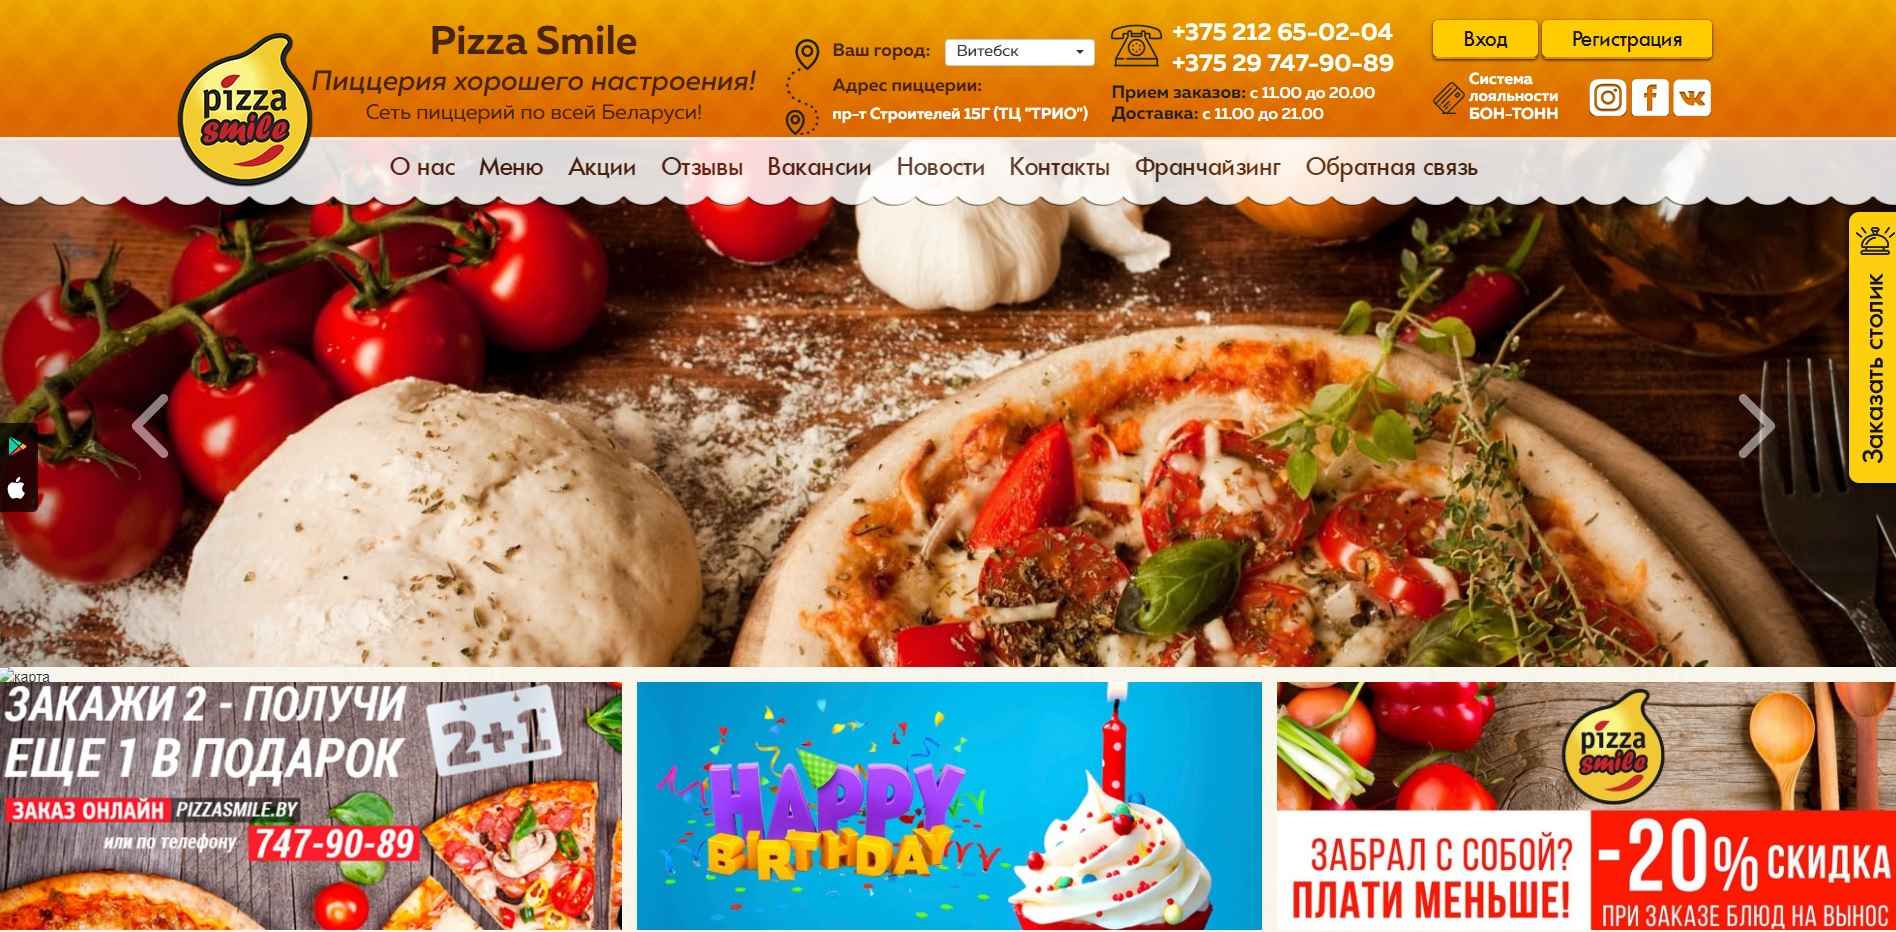 pizza
smile
Pizza Smile
Пиццерия хорошего настроения!
Сеть пиццерий по всей Беларуси!
Ваш город:
Витебск
Адрес пиццерии:
пр-т Строителей 15Г (ТЦ "ТРИО")
+375 212 65-02-04
+375 29 747-90-89
Прием заказов: с 11.00 до 20.00
Доставка: с 11.00 до 21.00
Вход
Регистрация
Система
лояльности
БОН-ТОНН
О нас
Меню
Акции
Отзывы
Вакансии
Новости
Контакты
Франчайзинг
Обратная связь
Заказать столик
карта
ЗАКАЖИ 2 - ПОЛУЧИ
ЕЩЕ 1 В ПОДАРОК
2+1
ЗАКАЗ ОНЛАЙН PIZZASMILE.BY
или по телефону 747-90-89
HAPPY
BIRTHDAY
pizza
smile
ЗАБРАЛ С СОБОЙ?
ПЛАТИ МЕНЬШЕ!
-20% СКИДКА
ПРИ ЗАКАЗЕ БЛЮД НА ВЫНОС